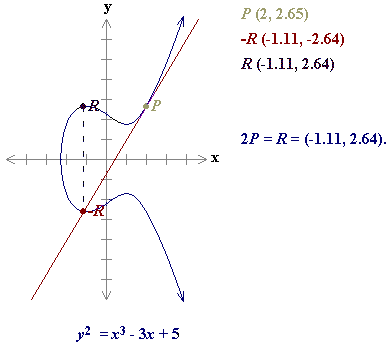 y
P (2, 2.65)
-R (-1.11, -2.64)
R (-1.11, 2.64)
R
P
2P = R = (-1.11, 2.64).
x
-R
y² = x³ - 3x + 5